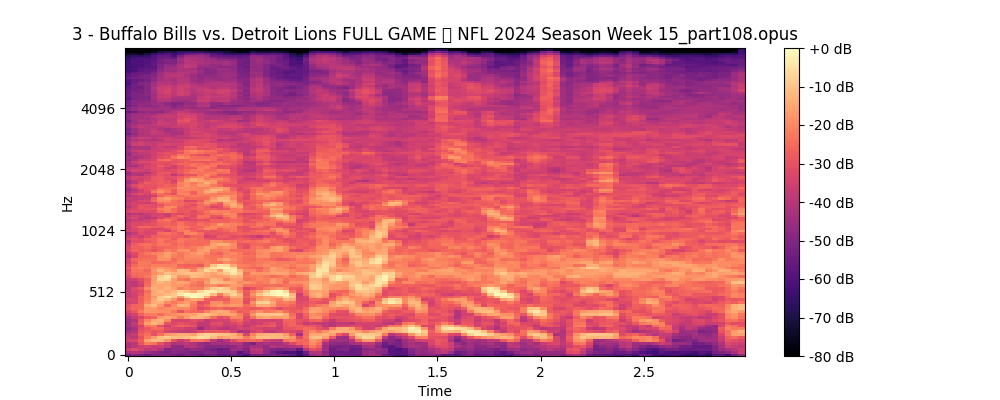 3 - Buffalo Bills vs. Detroit Lions FULL GAME ▯ NFL 2024 Season Week 15_part108.opus
+0 dB
-10 dB
-20 dB
-30 dB
-40 dB
-50 dB
-60 dB
-70 dB
-80 dB
Hz
4096
2048
1024
512
0
0 0.5 1 1.5 2 2.5
Time